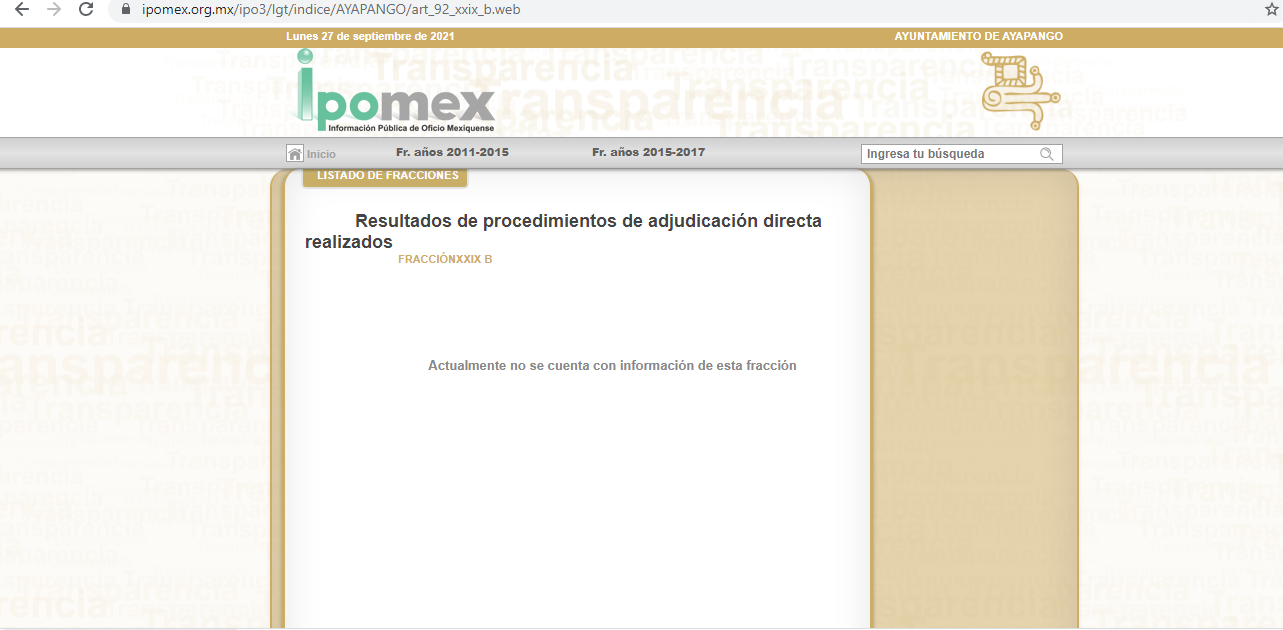 ipomex.org.mx/ipo3/lgt/indice/AYAPANGO/art_92_xxix_b.web
Lunes 27 de septiembre de 2021 AYUNTAMIENTO DE AYAPANGO
ipomex
Información Pública de Oficio Mexiquense
Inicio Fr. años 2011-2015 Fr. años 2015-2017 Ingresa tu búsqueda
LISTADO DE FRACCIONES
Resultados de procedimientos de adjudicación directa
realizados
FRACCIÓNXXIX B
Actualmente no se cuenta con información de esta fracción